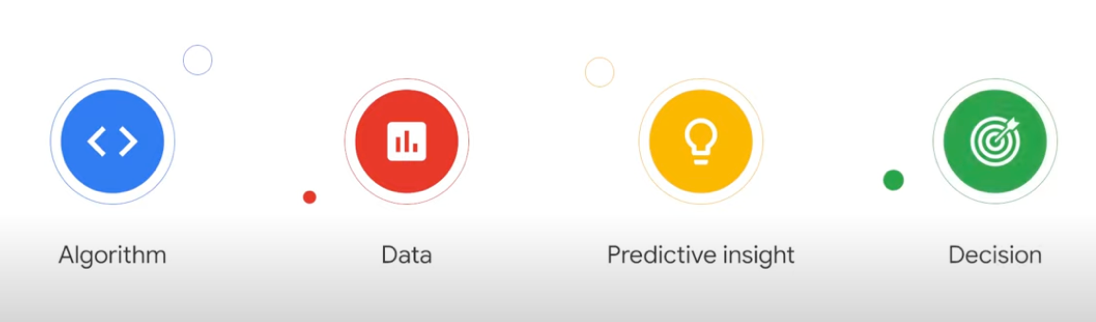 Algorithm
Data
Predictive insight
Decision